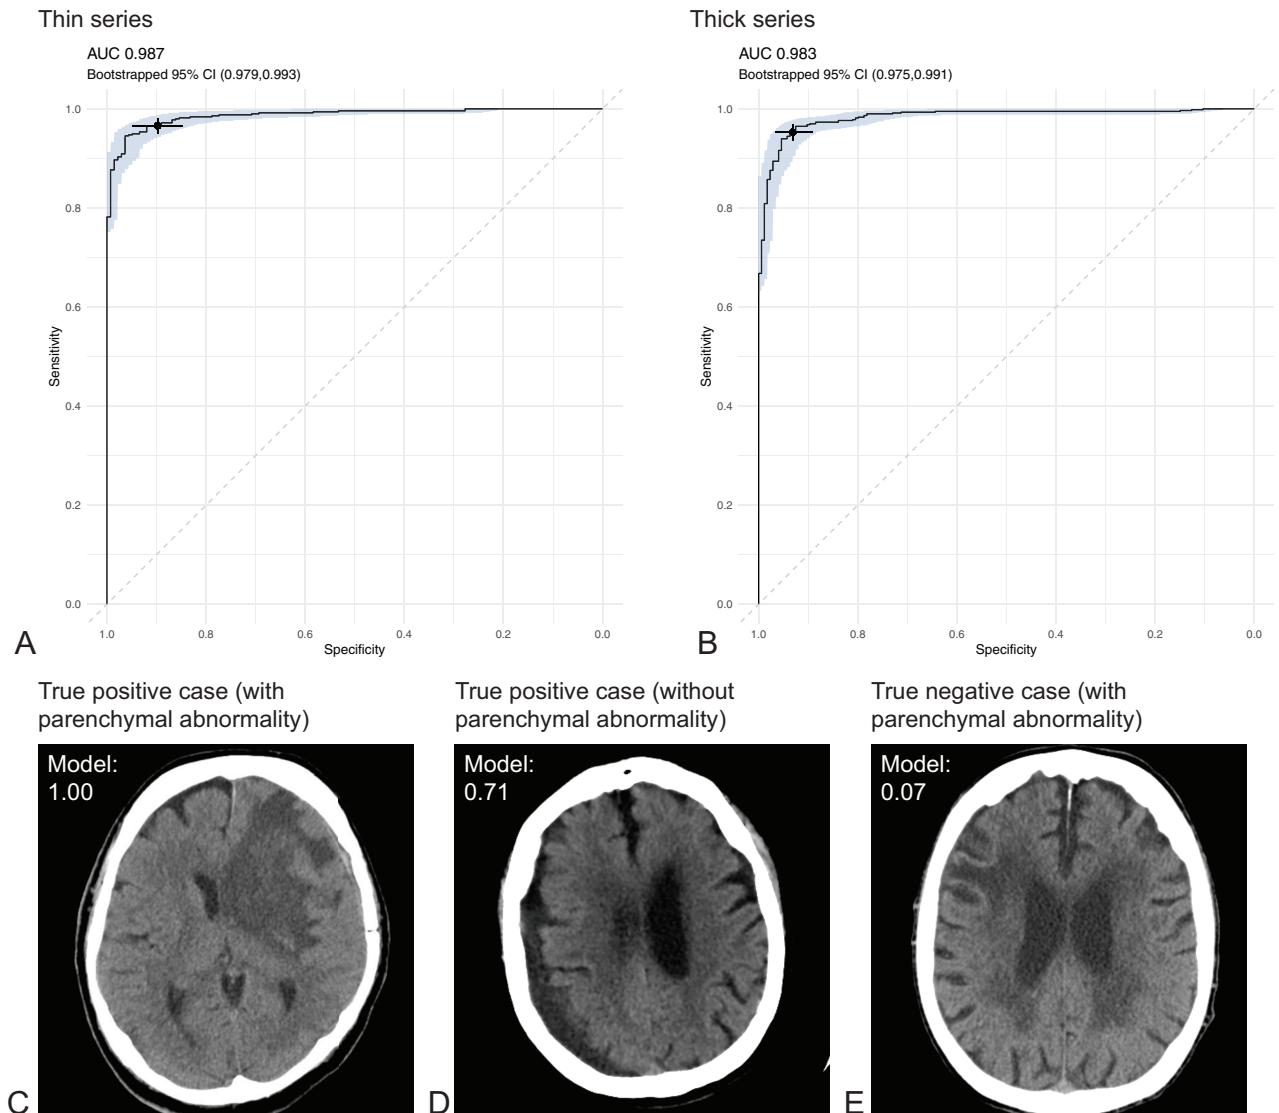 Thin series
AUC 0.987
Bootstrapped 95% CI (0.979,0.993)
1.0
0.8
0.6
0.4
0.2
0.0
Sensitivity
1.0
0.8
0.6
0.4
0.2
0.0
Specificity
A
Thick series
AUC 0.983
Bootstrapped 95% CI (0.975,0.991)
1.0
0.8
0.6
0.4
0.2
0.0
Sensitivity
1.0
0.8
0.6
0.4
0.2
0.0
Specificity
B
True positive case (with
parenchymal abnormality)
Model:
1.00
C
True positive case (without
parenchymal abnormality)
Model:
0.71
D
True negative case (with
parenchymal abnormality)
Model:
0.07
E